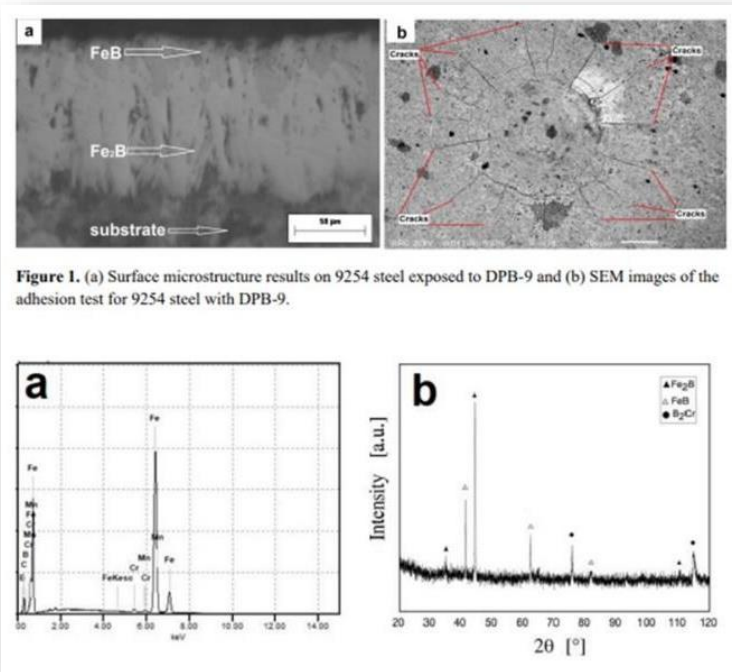 a
FeB
Fe₂B
substrate
50 µm
b
Cracks
Cracks
Cracks
Cracks
Figure 1. (a) Surface microstructure results on 9254 steel exposed to DPB-9 and (b) SEM images of the
adhesion test for 9254 steel with DPB-9.
a
Fe
Fe
Mn
Mn
Fe
Mn
Cr
Cr
B
C
FeKesc
Cr
Cr
Fe
2.00 4.00 6.00 8.00 10.00 12.00 14.00
keV
b
Fe₂B
FeB
B₂Cr
Intensity [a.u.]
20 30 40 50 60 70 80 90 100 110 120
2θ [°]